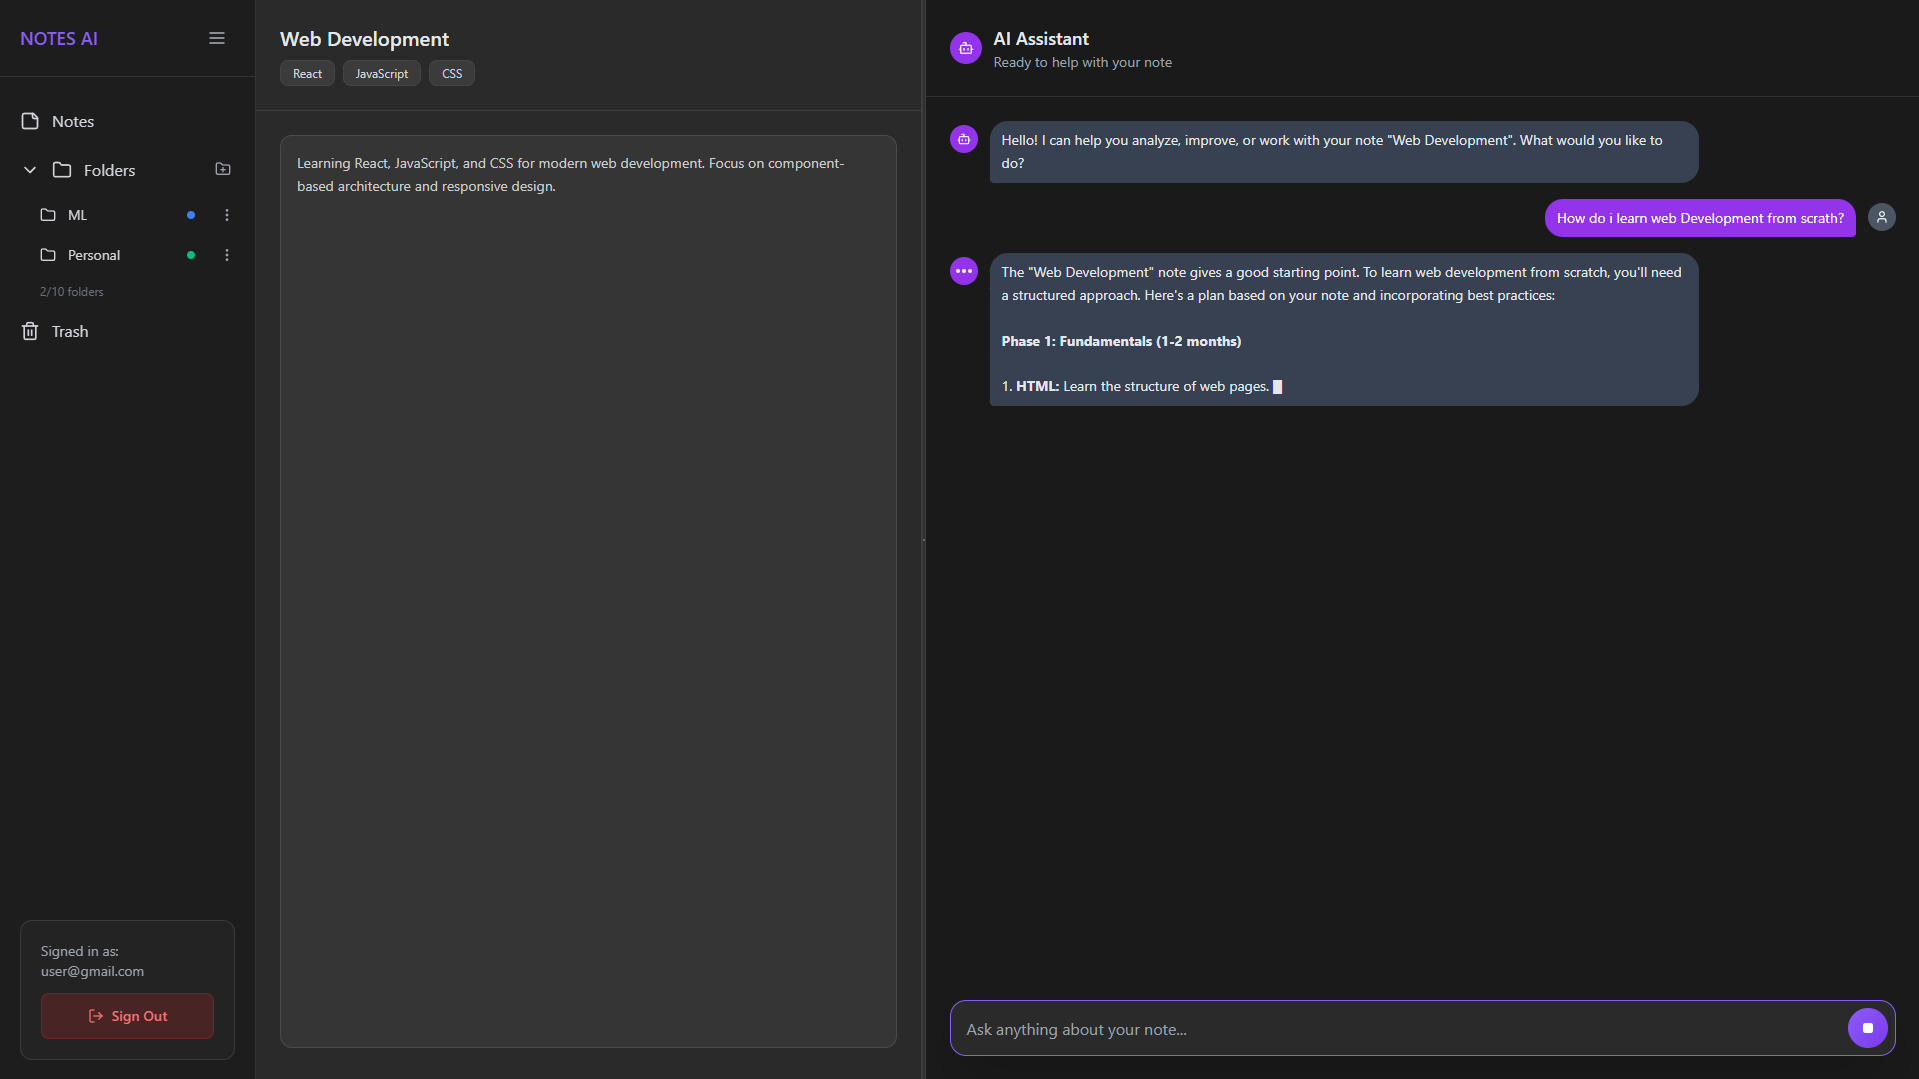 NOTES AI
Notes
Folders
ML
Personal
2/10 folders
Trash
Signed in as:
user@gmail.com
Sign Out
Web Development
React
JavaScript
CSS
Learning React, JavaScript, and CSS for modern web development. Focus on component-
based architecture and responsive design.
AI Assistant
Ready to help with your note
Hello! I can help you analyze, improve, or work with your note "Web Development". What would you like to
do?
How do i learn web Development from scrath?
The "Web Development" note gives a good starting point. To learn web development from scratch, you'll need
a structured approach. Here's a plan based on your note and incorporating best practices:
Phase 1: Fundamentals (1-2 months)
1. HTML: Learn the structure of web pages.
Ask anything about your note...